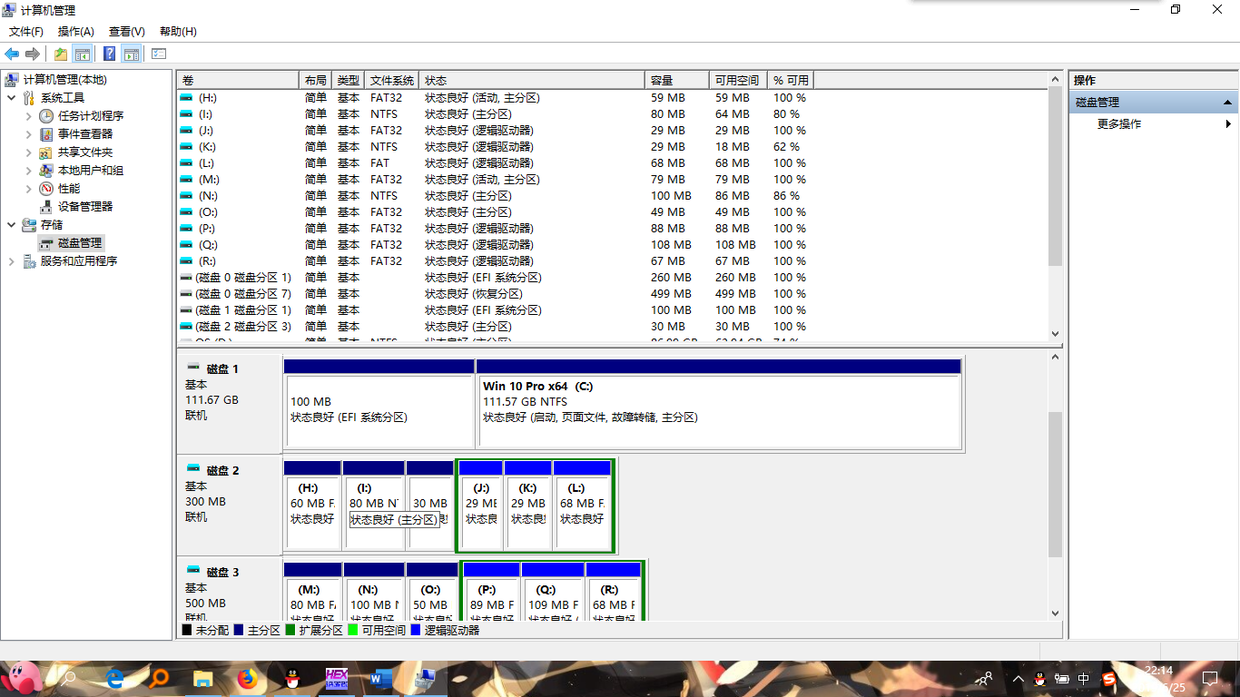 计算机管理
文件(F) 操作(A) 查看(V) 帮助(H)
计算机管理(本地)
系统工具
任务计划程序
事件查看器
共享文件夹
本地用户和组
性能
设备管理器
存储
磁盘管理
服务和应用程序
卷 布局 类型 文件系统 状态 容量 可用空间 % 可用
(H:) 简单 基本 FAT32 状态良好 (活动, 主分区) 59 MB 59 MB 100 %
(I:) 简单 基本 NTFS 状态良好 (主分区) 80 MB 64 MB 80 %
(J:) 简单 基本 FAT32 状态良好 (逻辑驱动器) 29 MB 29 MB 100 %
(K:) 简单 基本 NTFS 状态良好 (逻辑驱动器) 29 MB 18 MB 62 %
(L:) 简单 基本 FAT 状态良好 (逻辑驱动器) 68 MB 68 MB 100 %
(M:) 简单 基本 FAT32 状态良好 (活动, 主分区) 79 MB 79 MB 100 %
(N:) 简单 基本 NTFS 状态良好 (主分区) 100 MB 86 MB 86 %
(O:) 简单 基本 FAT32 状态良好 (主分区) 49 MB 49 MB 100 %
(P:) 简单 基本 FAT32 状态良好 (逻辑驱动器) 88 MB 88 MB 100 %
(Q:) 简单 基本 FAT32 状态良好 (逻辑驱动器) 108 MB 108 MB 100 %
(R:) 简单 基本 FAT32 状态良好 (逻辑驱动器) 67 MB 67 MB 100 %
(磁盘 0 磁盘分区 1) 简单 基本 状态良好 (EFI 系统分区) 260 MB 260 MB 100 %
(磁盘 0 磁盘分区 7) 简单 基本 状态良好 (恢复分区) 499 MB 499 MB 100 %
(磁盘 1 磁盘分区 1) 简单 基本 状态良好 (EFI 系统分区) 100 MB 100 MB 100 %
(磁盘 2 磁盘分区 3) 简单 基本 状态良好 (主分区) 30 MB 30 MB 100 %
操作
磁盘管理
更多操作
磁盘 1
基本
111.67 GB
联机
100 MB
状态良好 (EFI 系统分区)
Win 10 Pro x64 (C:)
111.57 GB NTFS
状态良好 (启动, 页面文件, 故障转储, 主分区)
磁盘 2
基本
300 MB
联机
(H:) (I:) (J:) (K:) (L:)
60 MB F. 80 MB N 30 MB 29 ME 29 MB 68 MB F.
状态良好 状态良好 (主分区) 状态良 状态良 状态良好
磁盘 3
基本
500 MB
联机
(M:) (N:) (O:) (P:) (Q:) (R:)
80 MB F 100 MB 50 MB 89 MB F 109 MB F 68 MB F
状态良好 状态良好 状态良好 状态良好 状态良好 状态良好
未分配 主分区 扩展分区 可用空间 逻辑驱动器
HEX
W
中
S
22:14
/25